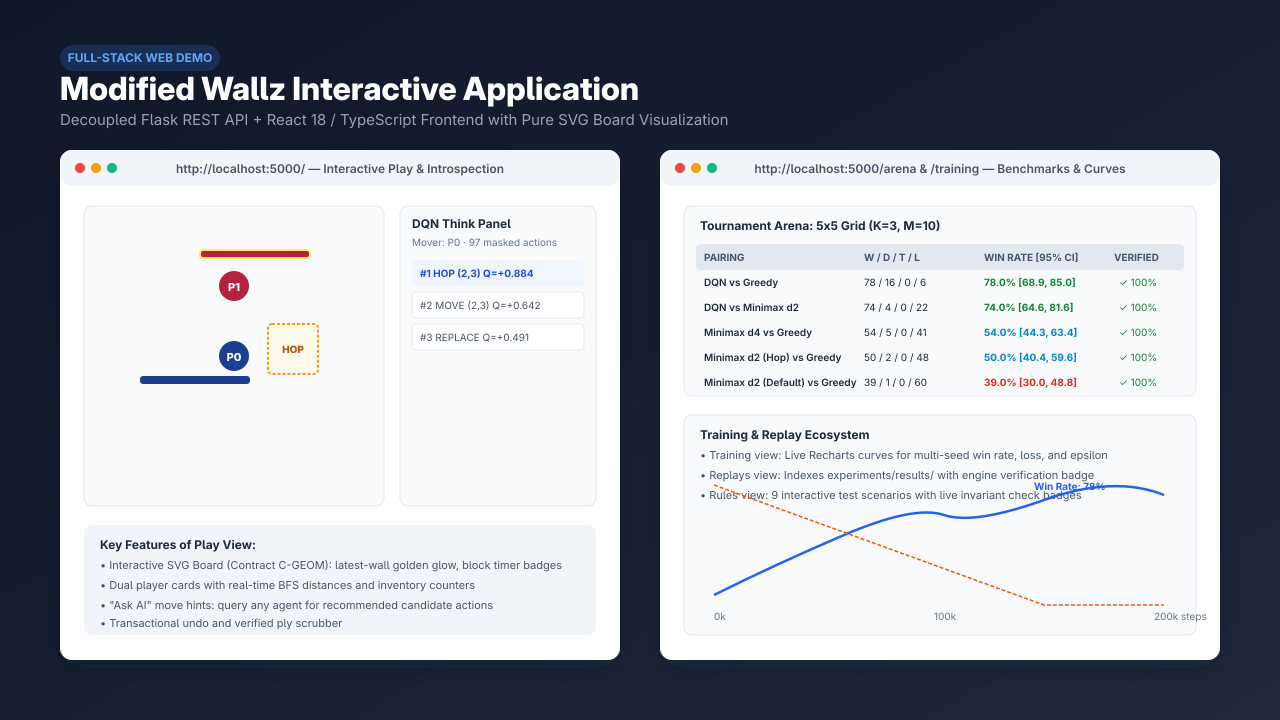 FULL-STACK WEB DEMO
Modified Wallz Interactive Application
Decoupled Flask REST API + React 18 / TypeScript Frontend with Pure SVG Board Visualization
http://localhost:5000/ — Interactive Play & Introspection
P1
P0
HOP
DQN Think Panel
Mover: P0 · 97 masked actions
#1 HOP (2,3) Q=+0.884
#2 MOVE (2,3) Q=+0.642
#3 REPLACE Q=+0.491
Key Features of Play View:
• Interactive SVG Board (Contract C-GEOM): latest-wall golden glow, block timer badges
• Dual player cards with real-time BFS distances and inventory counters
• "Ask AI" move hints: query any agent for recommended candidate actions
• Transactional undo and verified ply scrubber
http://localhost:5000/arena & /training — Benchmarks & Curves
Tournament Arena: 5x5 Grid (K=3, M=10)
PAIRING W / D / T / L WIN RATE [95% CI] VERIFIED
DQN vs Greedy 78 / 16 / 0 / 6 78.0% [68.9, 85.0] ✓ 100%
DQN vs Minimax d2 74 / 4 / 0 / 22 74.0% [64.6, 81.6] ✓ 100%
Minimax d4 vs Greedy 54 / 5 / 0 / 41 54.0% [44.3, 63.4] ✓ 100%
Minimax d2 (Hop) vs Greedy 50 / 2 / 0 / 48 50.0% [40.4, 59.6] ✓ 100%
Minimax d2 (Default) vs Greedy 39 / 1 / 0 / 60 39.0% [30.0, 48.8] ✓ 100%
Training & Replay Ecosystem
• Training view: Live Recharts curves for multi-seed win rate, loss, and epsilon
• Replays view: Indexes experiments/results/ with engine verification badge
Win Rate: 78%
• Rules view: 9 interactive test scenarios with live invariant check badges
0k 100k 200k steps